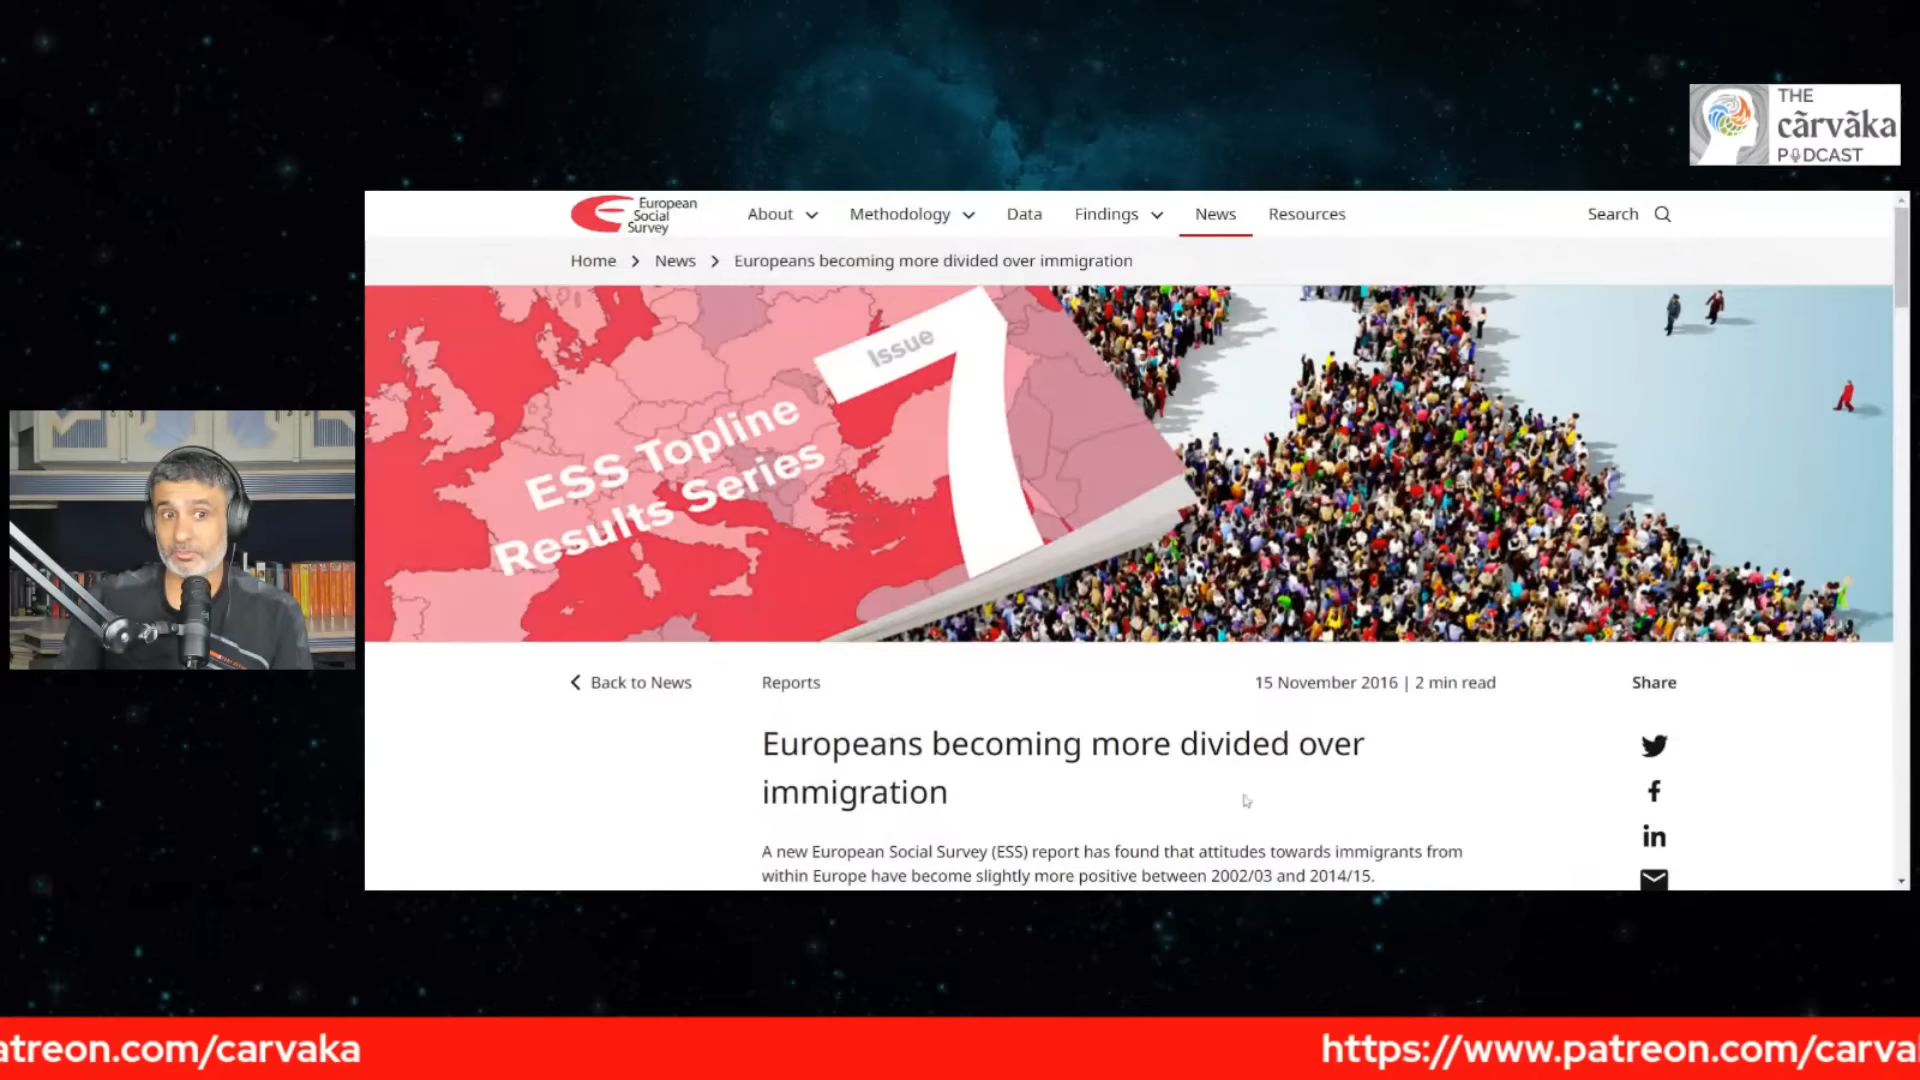 THE
cārvāka
PODCAST
European
Social
Survey
About
Methodology
Data
Findings
News
Resources
Search
Home
News
Europeans becoming more divided over immigration
Issue
7
ESS Topline
Results Series
Back to News
Reports
15 November 2016 | 2 min read
Share
Europeans becoming more divided over
immigration
A new European Social Survey (ESS) report has found that attitudes towards immigrants from
within Europe have become slightly more positive between 2002/03 and 2014/15.
atreon.com/carvaka
https://www.patreon.com/carva